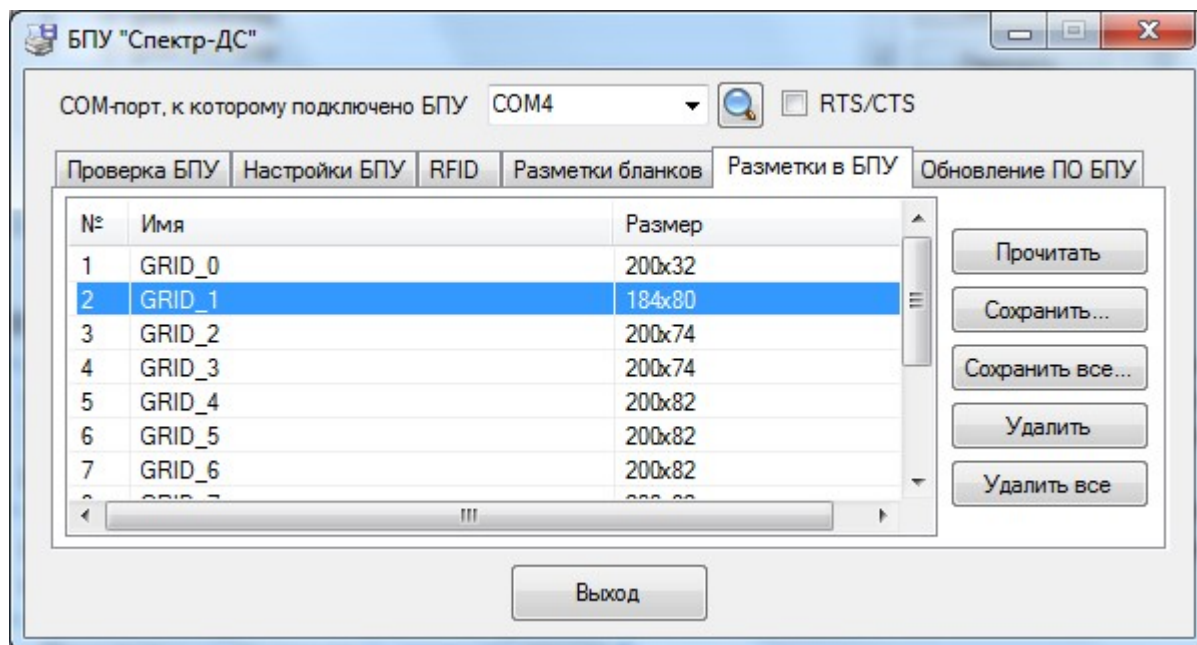 БПУ "Спектр-ДС"
COM-порт, к которому подключено БПУ COM4 RTS/CTS
Проверка БПУ Настройки БПУ RFID Разметки бланков Разметки в БПУ Обновление ПО БПУ
№ Имя Размер
1 GRID_0 200x32
2 GRID_1 184x80
3 GRID_2 200x74
4 GRID_3 200x74
5 GRID_4 200x82
6 GRID_5 200x82
7 GRID_6 200x82
Прочитать
Сохранить...
Сохранить все...
Удалить
Удалить все
Выход